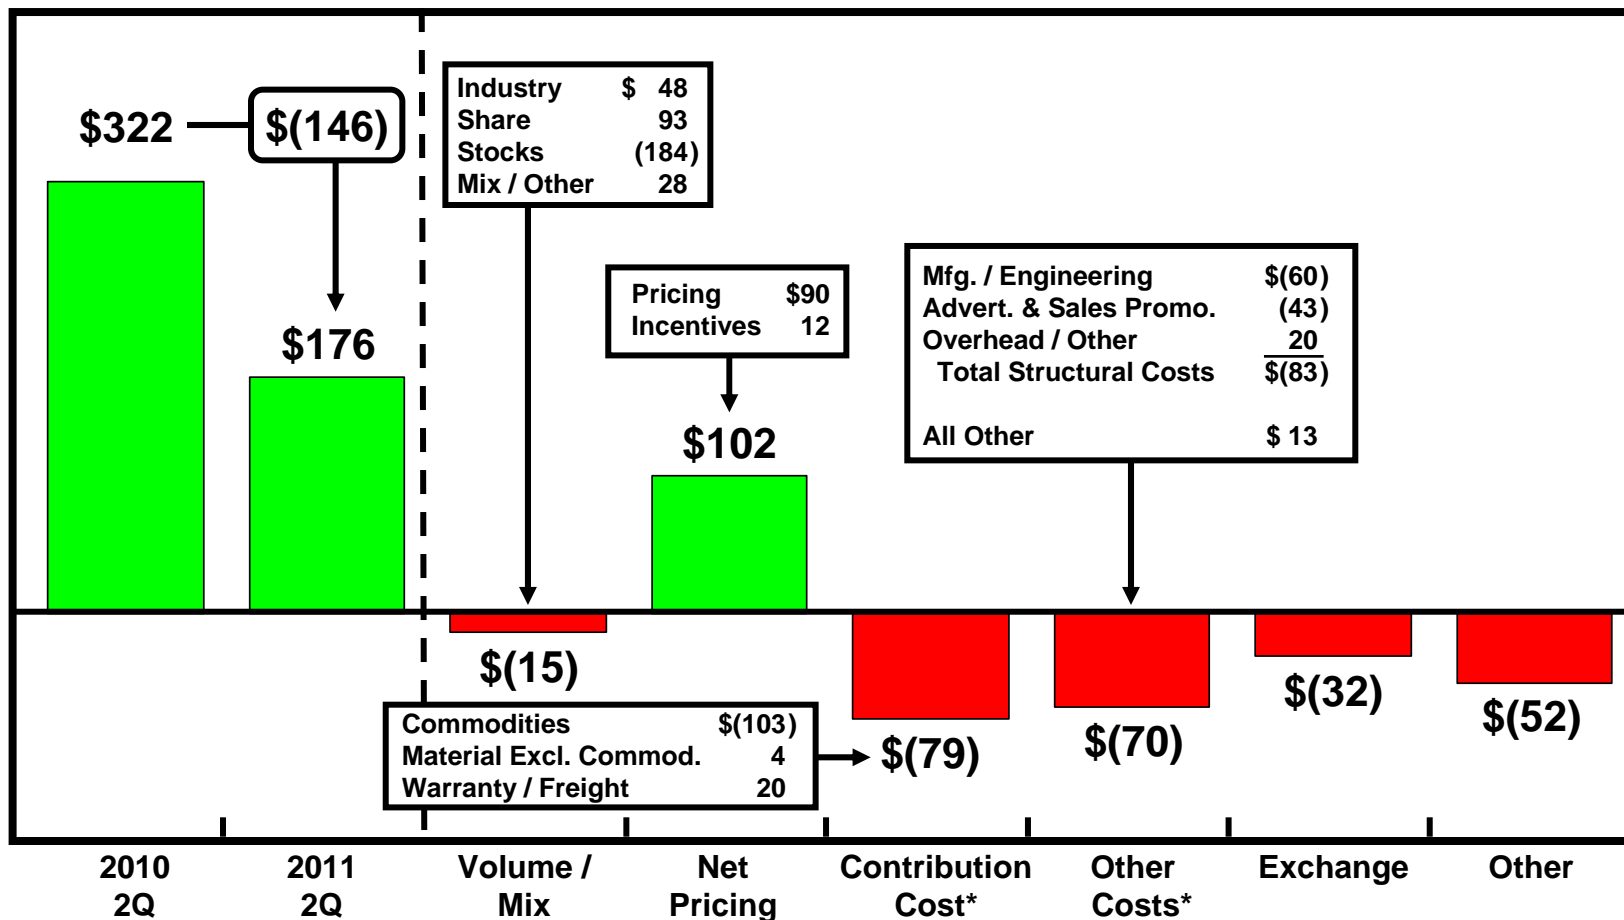 $322
$(146)
$176
Industry $ 48
Share 93
Stocks (184)
Mix / Other 28
Pricing $90
Incentives 12
$102
Mfg. / Engineering $(60)
Advert. & Sales Promo. (43)
Overhead / Other 20
Total Structural Costs $(83)
All Other $ 13
$(15)
Commodities $(103)
Material Excl. Commod. 4
Warranty / Freight 20
$(79)
$(70)
$(32)
$(52)
2010
2Q
2011
2Q
Volume /
Mix
Net
Pricing
Contribution
Cost*
Other
Costs*
Exchange
Other